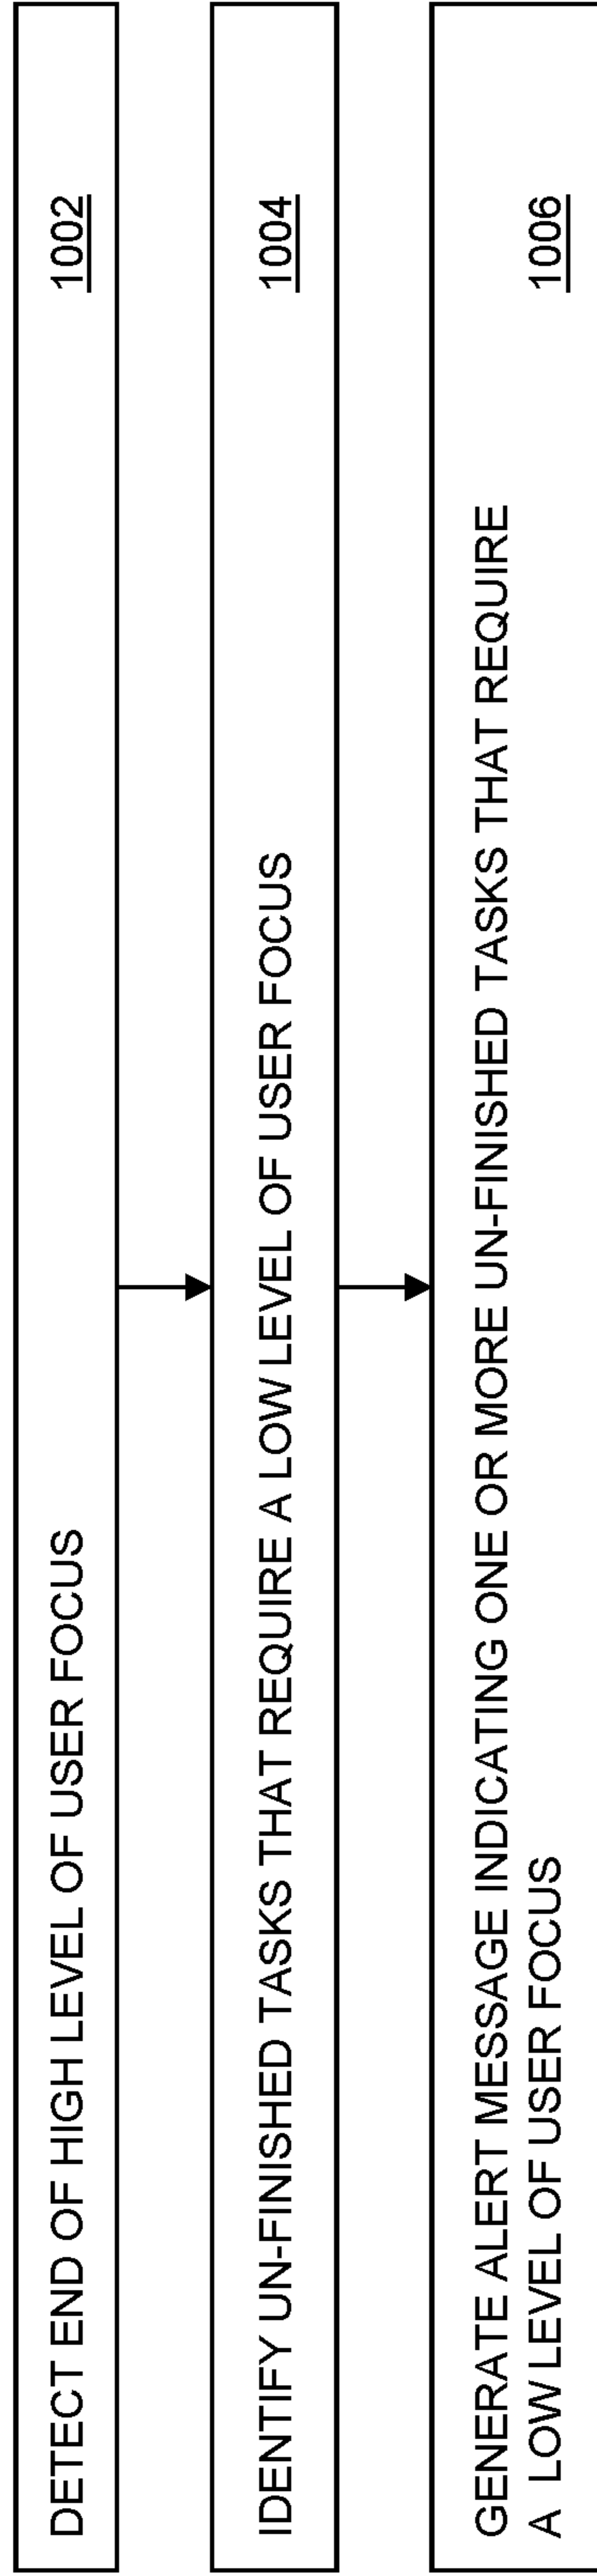 DETECT END OF HIGH LEVEL OF USER FOCUS
1002
IDENTIFY UN-FINISHED TASKS THAT REQUIRE A LOW LEVEL OF USER FOCUS
1004
GENERATE ALERT MESSAGE INDICATING ONE OR MORE UN-FINISHED TASKS THAT REQUIRE
A LOW LEVEL OF USER FOCUS
1006